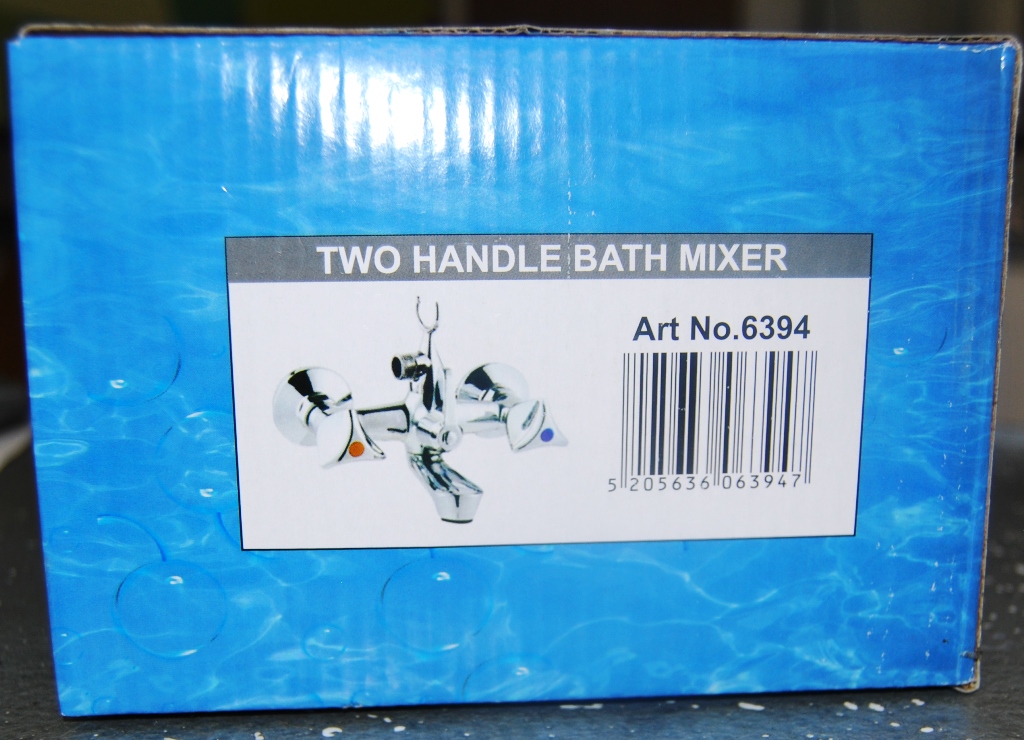 TWO HANDLE BATH MIXER
Art No.6394
5 205636 063947